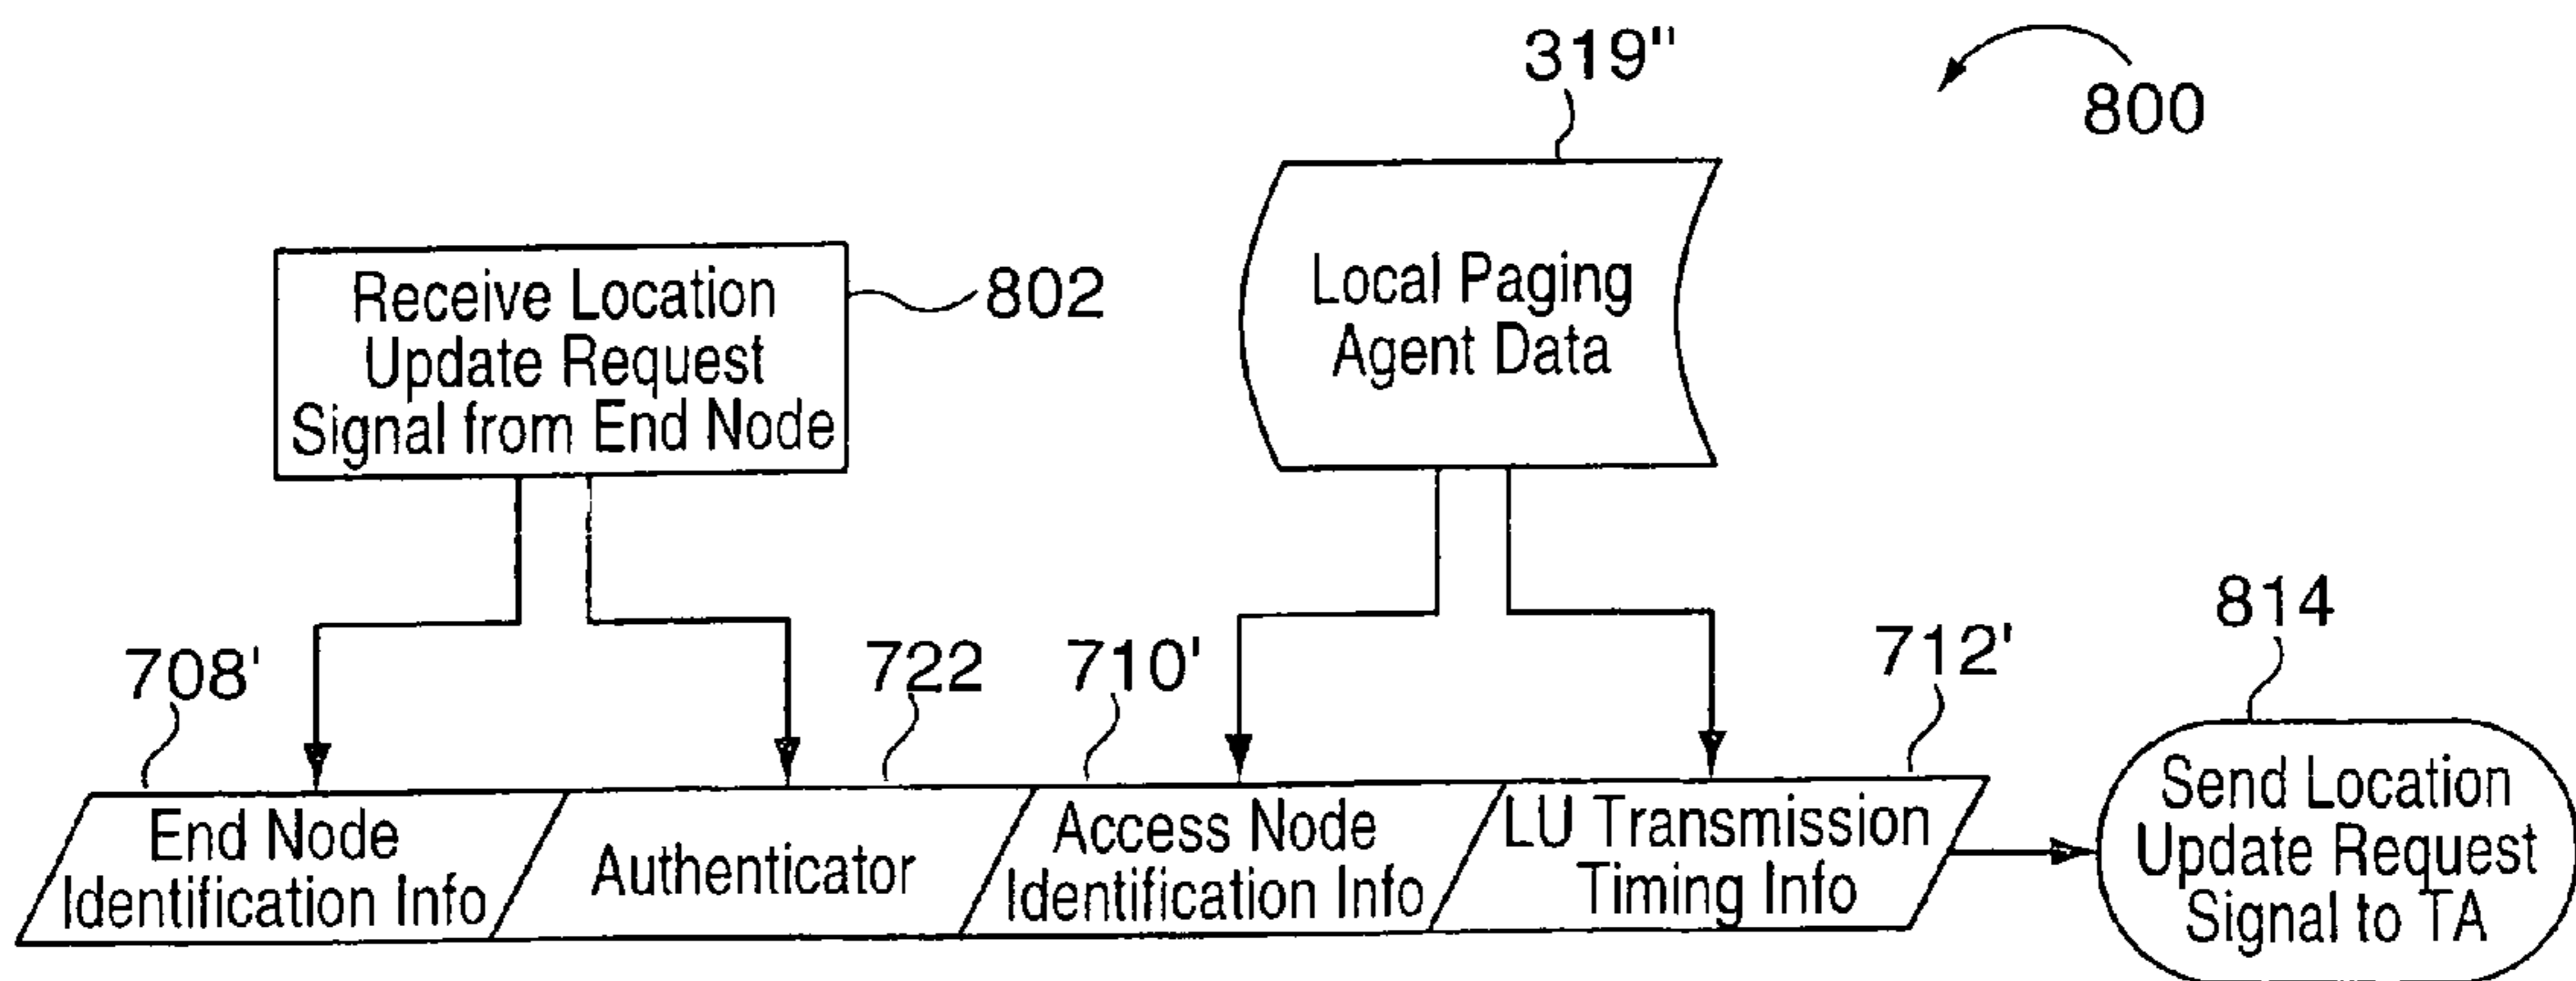 319"
800
Receive Location
Update Request
Signal from End Node
802
Local Paging
Agent Data
708'
722
710'
712'
814
End Node
Identification Info
Authenticator
Access Node
Identification Info
LU Transmission
Timing Info
Send Location
Update Request
Signal to TA